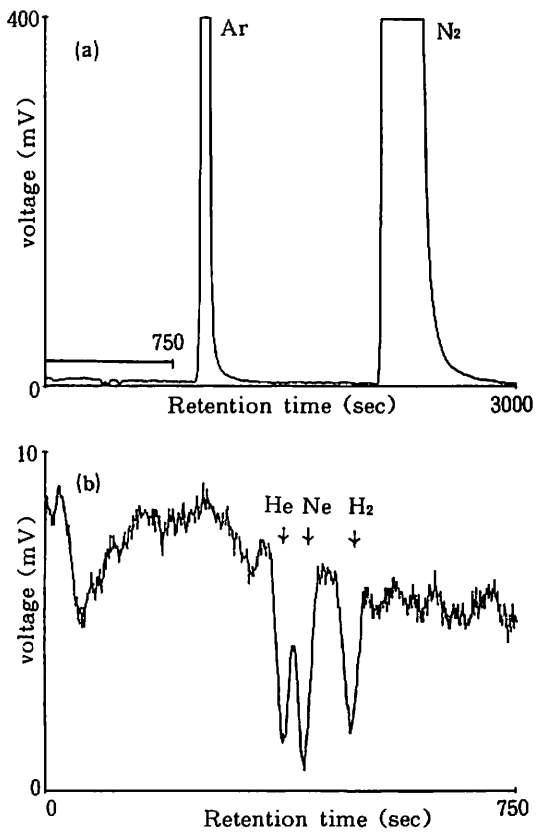 400
(a)
Ar
N₂
voltage (mV)
750
0
Retention time (sec)
3000
10
(b)
He Ne H₂
voltage (mV)
0
0
750
Retention time (sec)